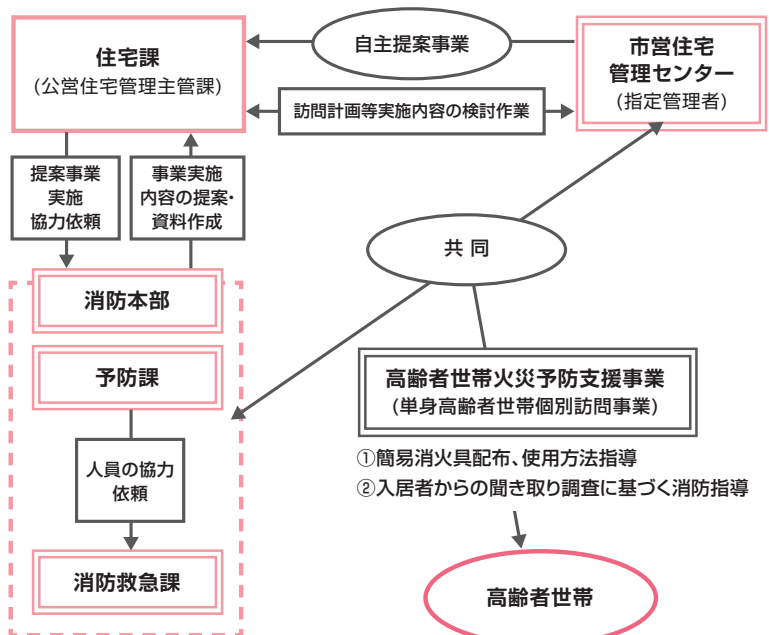 住宅課
(公営住宅管理主管課)
自主提案事業
市営住宅
管理センター
(指定管理者)
訪問計画等実施内容の検討作業
提案事業
実施
協力依頼
事業実施
内容の提案・
資料作成
共同
消防本部
予防課
人員の協力
依頼
消防救急課
高齢者世帯火災予防支援事業
(単身高齢者世帯個別訪問事業)
①簡易消火具配布、使用方法指導
②入居者からの聞き取り調査に基づく消防指導
高齢者世帯